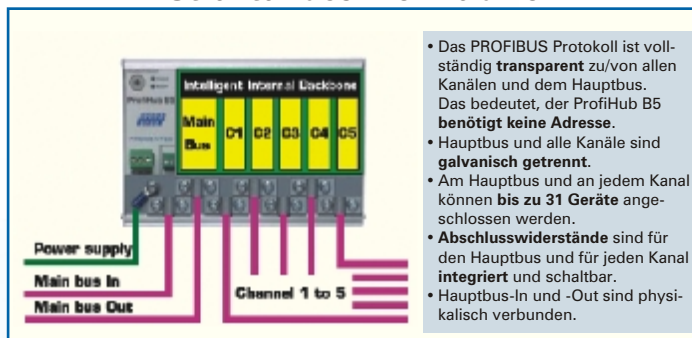 Intelligent Internal Backbone
ProfiHub B5
Main
Bus
C1 C2 C3 C4 C5
Power supply
Main bus In
Main bus Out
Channel 1 to 5
• Das PROFIBUS Protokoll ist voll-
ständig transparent zu/von allen
Kanälen und dem Hauptbus.
Das bedeutet, der ProfiHub B5
benötigt keine Adresse.
• Hauptbus und alle Kanäle sind
galvanisch getrennt.
• Am Hauptbus und an jedem Kanal
können bis zu 31 Geräte ange-
schlossen werden.
• Abschlusswiderstände sind für
den Hauptbus und für jeden Kanal
integriert und schaltbar.
• Hauptbus-In und -Out sind physi-
kalisch verbunden.